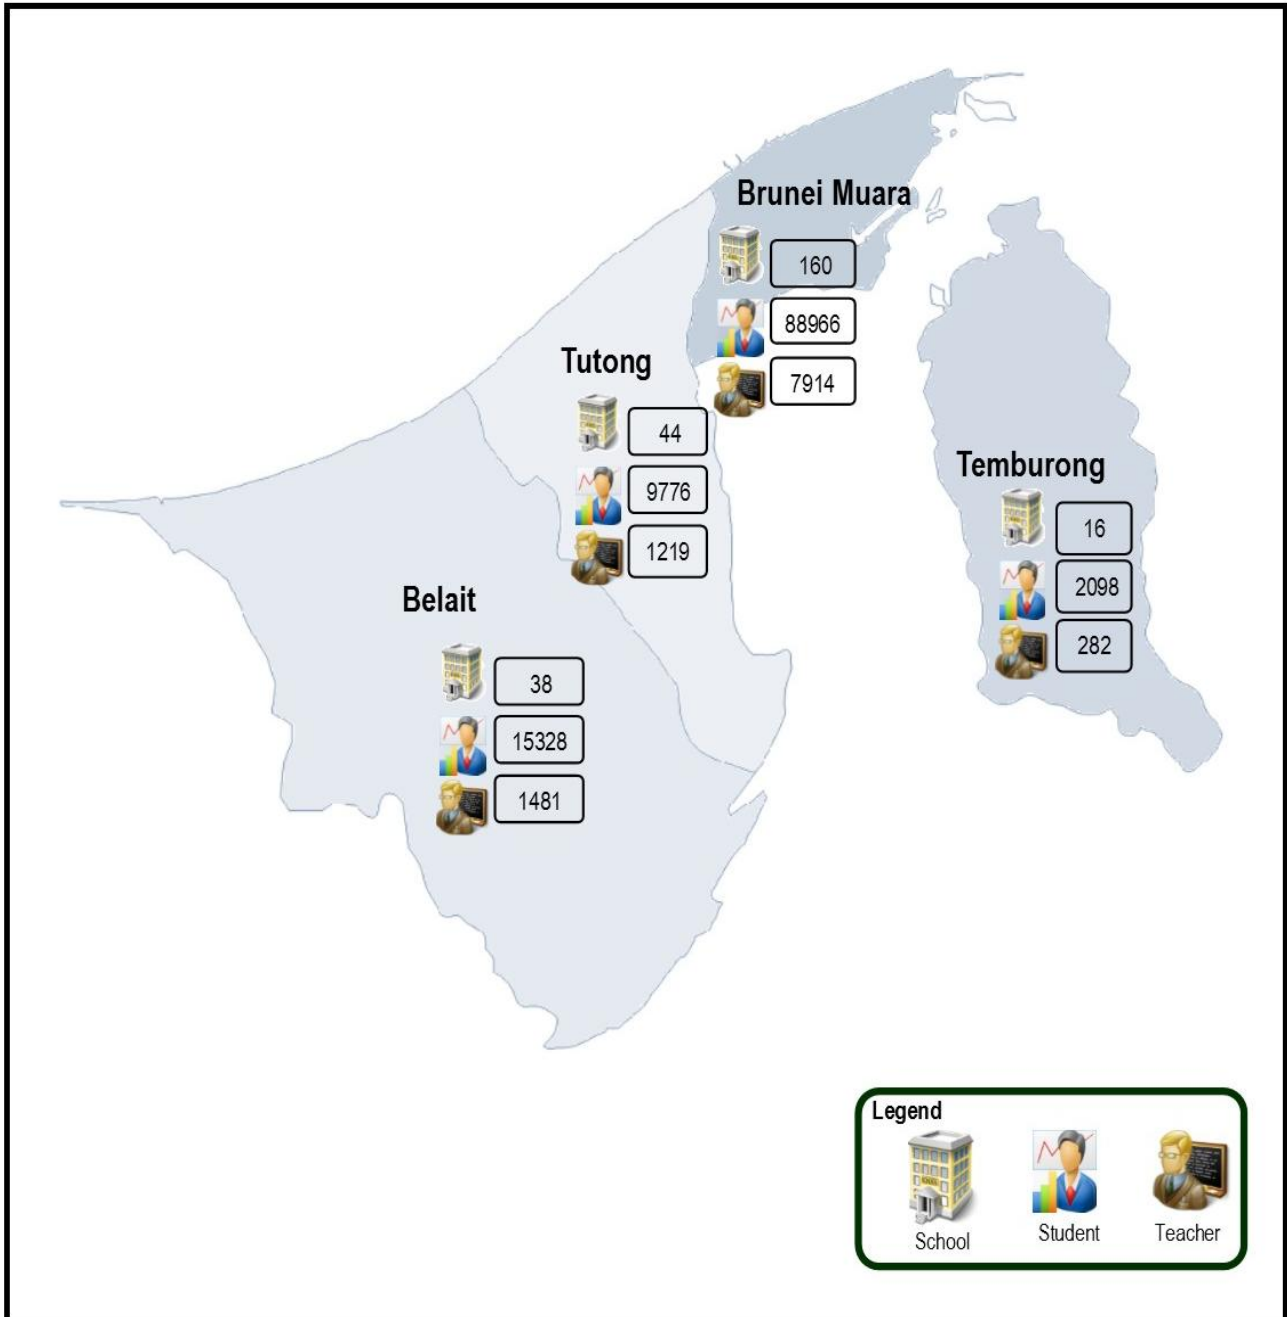 Brunei Muara
160
88966
7914
Tutong
44
9776
1219
Temburong
16
2098
282
Belait
38
15328
1481
Legend
School
Student
Teacher